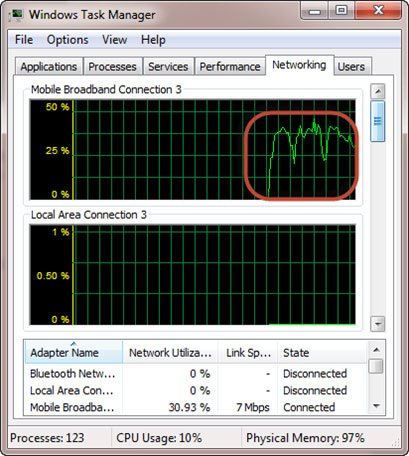 Windows Task Manager
File Options View Help
Applications Processes Services Performance Networking Users
Mobile Broadband Connection 3
50 %
25 %
0 %
Local Area Connection 3
1 %
0.50 %
0 %
Adapter Name Network Utiliza... Link Sp... State
Bluetooth Netw... 0 % - Disconnected
Local Area Con... 0 % - Disconnected
Mobile Broadba... 30.93 % 7 Mbps Connected
Processes: 123 CPU Usage: 10% Physical Memory: 97%